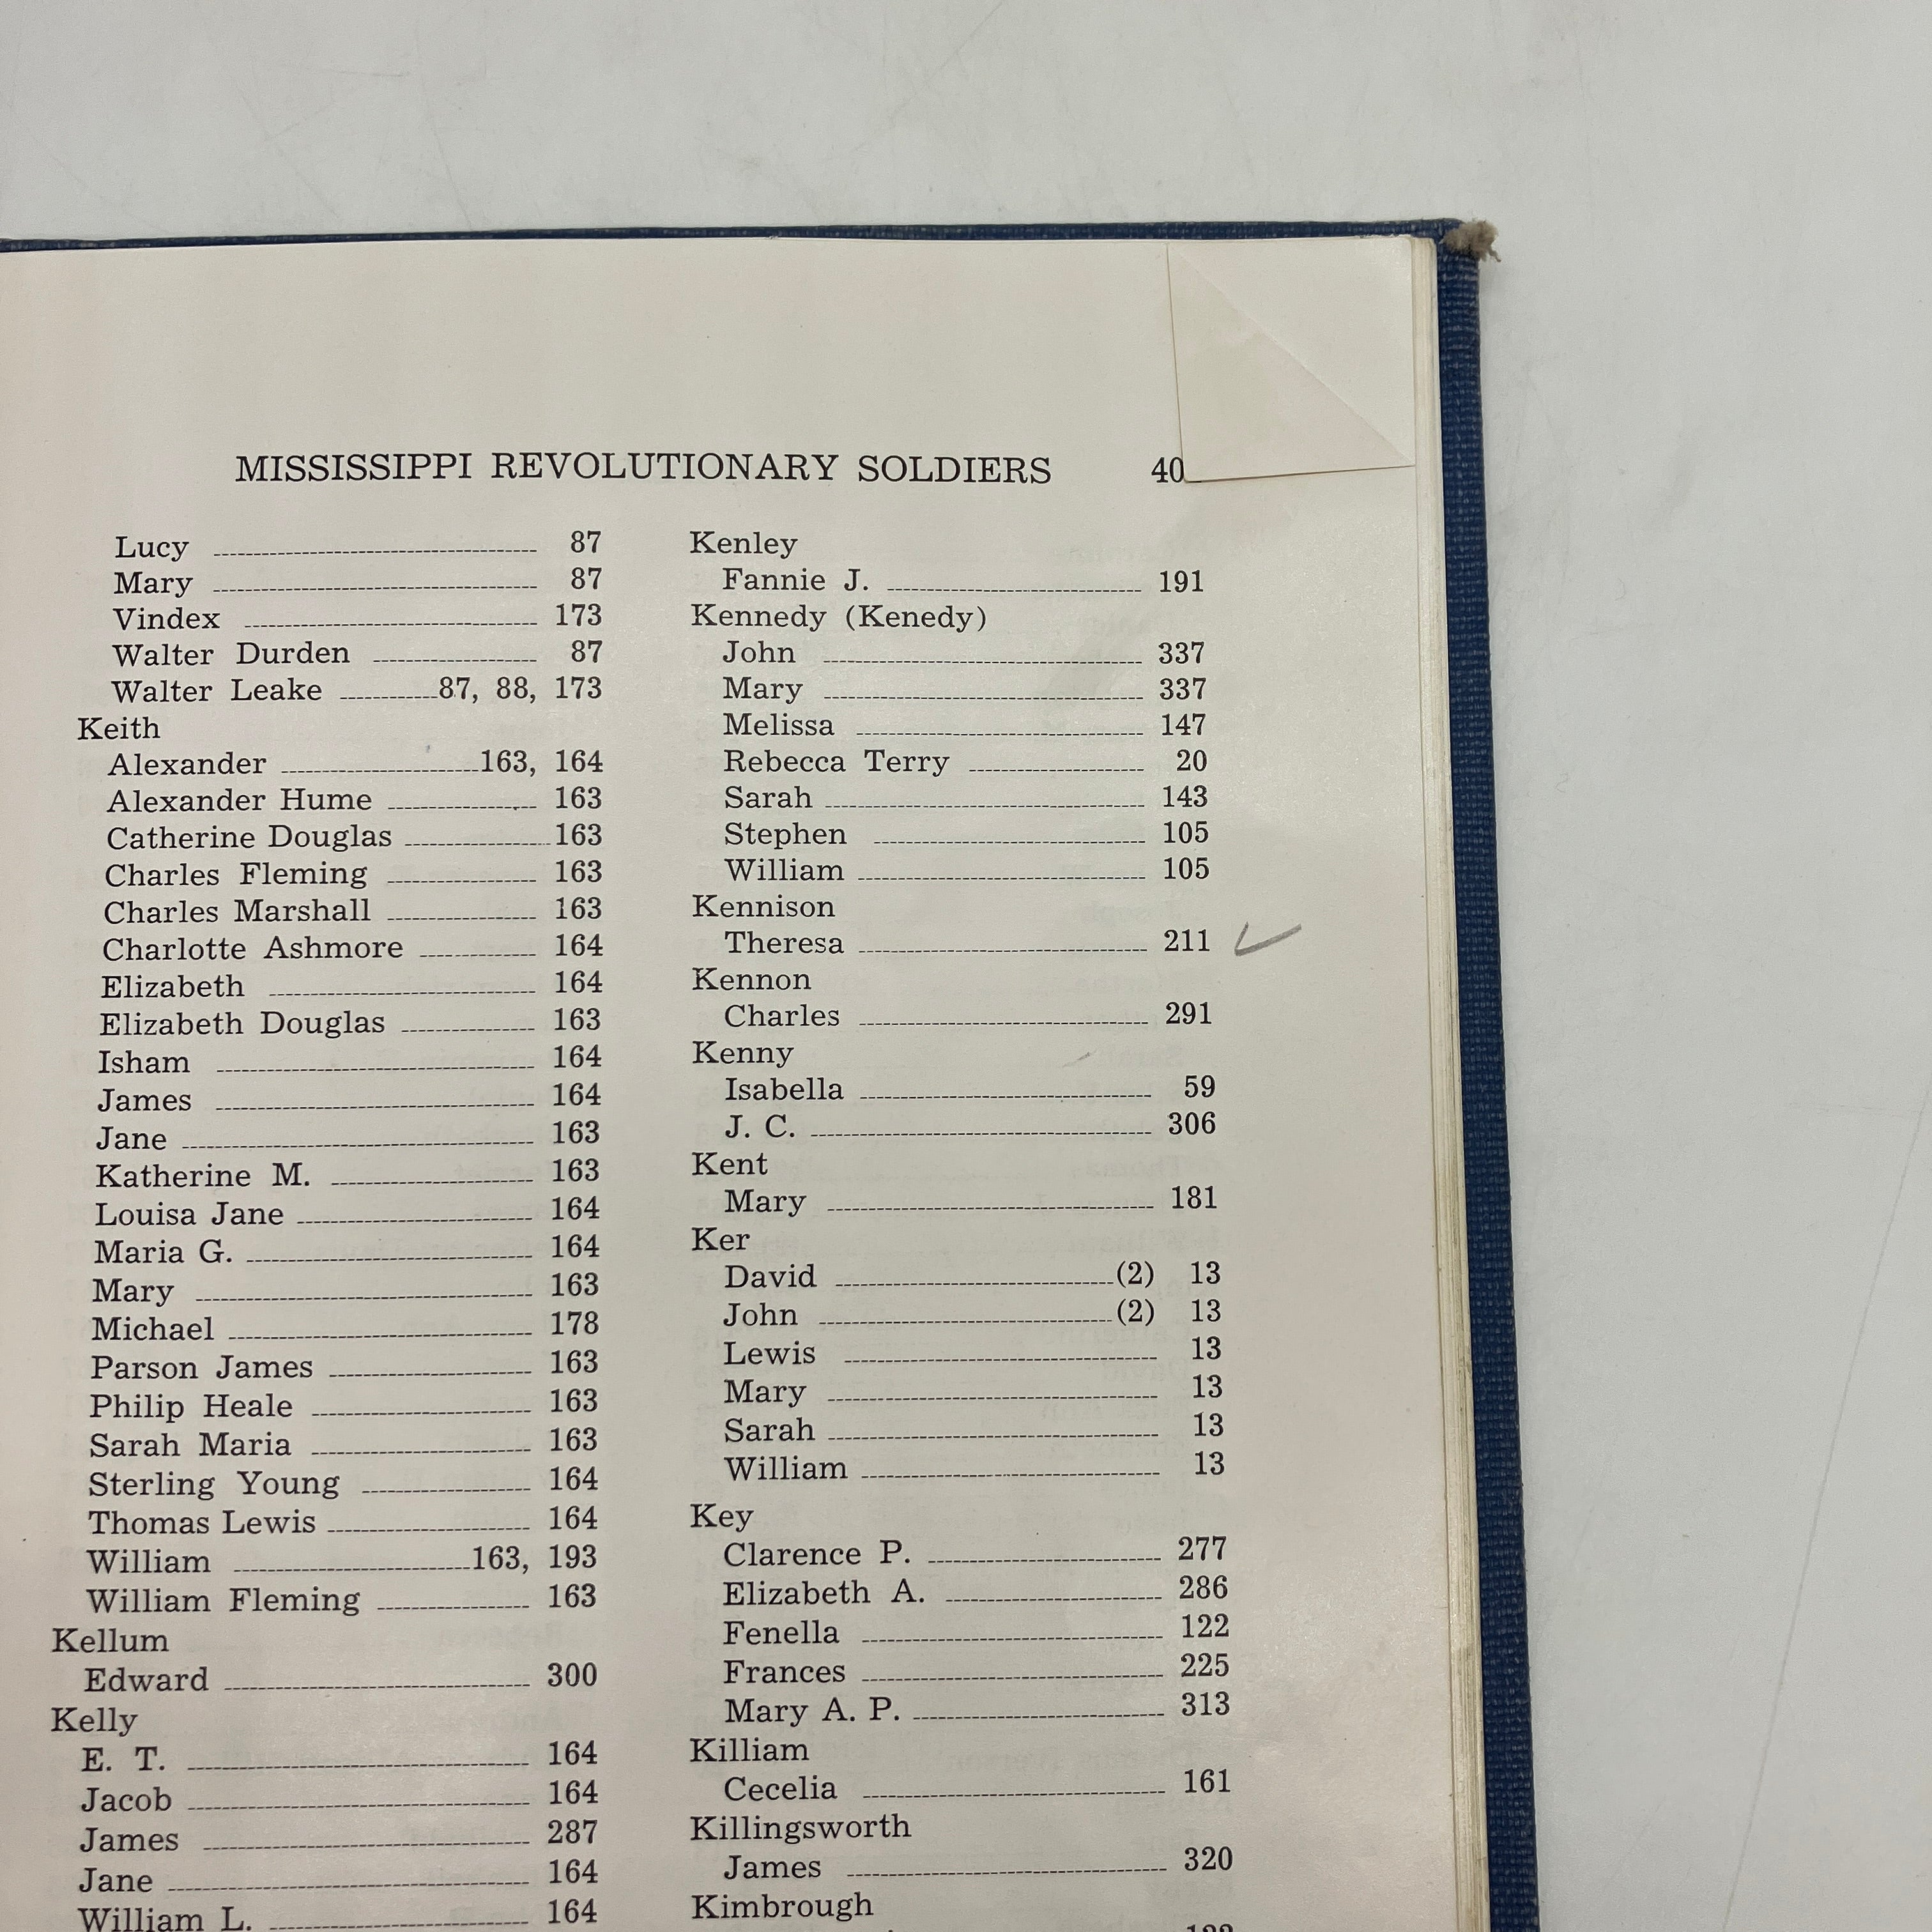 MISSISSIPPI REVOLUTIONARY SOLDIERS 40
Lucy 87
Mary 87
Vindex 173
Walter Durden 87
Walter Leake 87, 88, 173
Keith
Alexander 163, 164
Alexander Hume 163
Catherine Douglas 163
Charles Fleming 163
Charles Marshall 163
Charlotte Ashmore 164
Elizabeth 164
Elizabeth Douglas 163
Isham 164
James 164
Jane 163
Katherine M. 163
Louisa Jane 164
Maria G. 164
Mary 163
Michael 178
Parson James 163
Philip Heale 163
Sarah Maria 163
Sterling Young 164
Thomas Lewis 164
William 163, 193
William Fleming 163
Kellum
Edward 300
Kelly
E. T. 164
Jacob 164
James 287
Jane 164
William L. 164
Kenley
Fannie J. 191
Kennedy (Kenedy)
John 337
Mary 337
Melissa 147
Rebecca Terry 20
Sarah 143
Stephen 105
William 105
Kennison
Theresa 211
Kennon
Charles 291
Kenny
Isabella 59
J. C. 306
Kent
Mary 181
Ker
David (2) 13
John (2) 13
Lewis 13
Mary 13
Sarah 13
William 13
Key
Clarence P. 277
Elizabeth A. 286
Fenella 122
Frances 225
Mary A. P. 313
Killiam
Cecelia 161
Killingsworth
James 320
Kimbrough